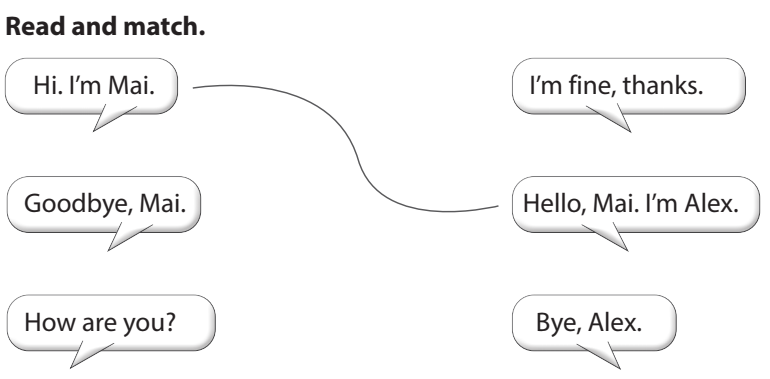 Read and match.
Hi. I'm Mai.
I'm fine, thanks.
Goodbye, Mai.
Hello, Mai. I'm Alex.
How are you?
Bye, Alex.